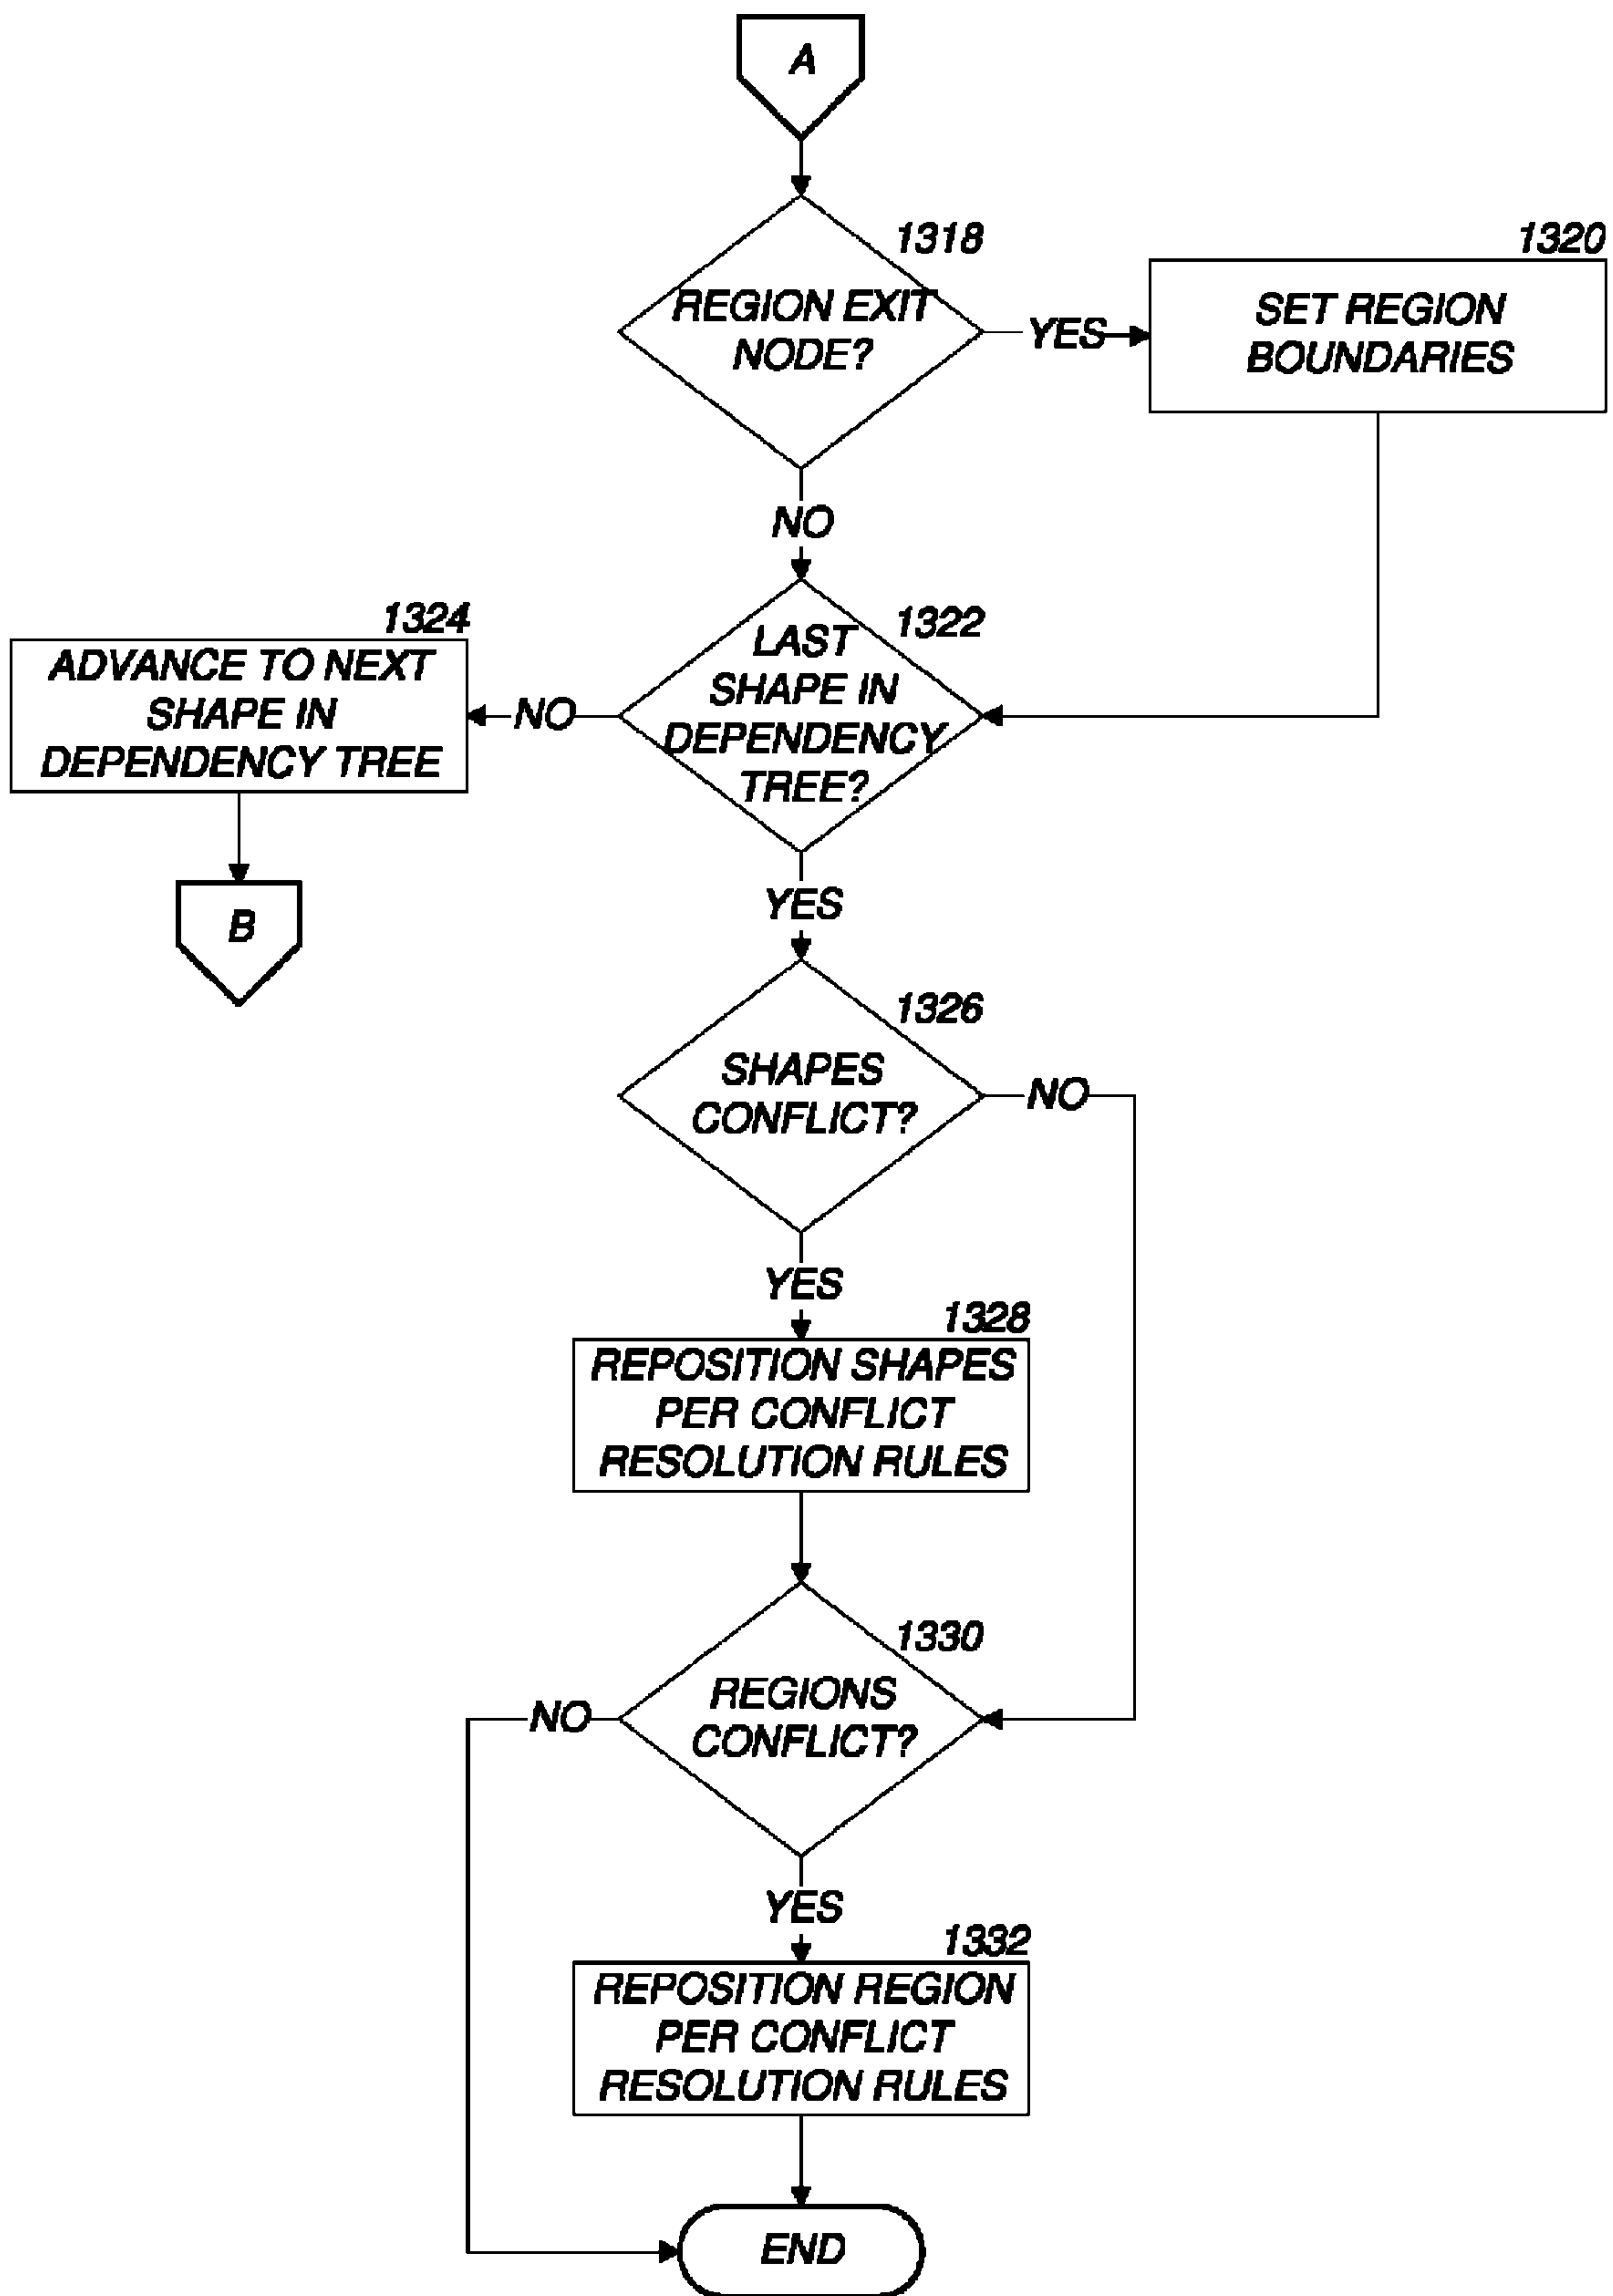 A
1318
REGION EXIT
NODE?
YES
1320
SET REGION
BOUNDARIES
NO
1322
LAST
SHAPE IN
DEPENDENCY
TREE?
NO
1324
ADVANCE TO NEXT
SHAPE IN
DEPENDENCY TREE
B
YES
1326
SHAPES
CONFLICT?
NO
YES
1328
REPOSITION SHAPES
PER CONFLICT
RESOLUTION RULES
1330
REGIONS
CONFLICT?
NO
YES
1332
REPOSITION REGION
PER CONFLICT
RESOLUTION RULES
END